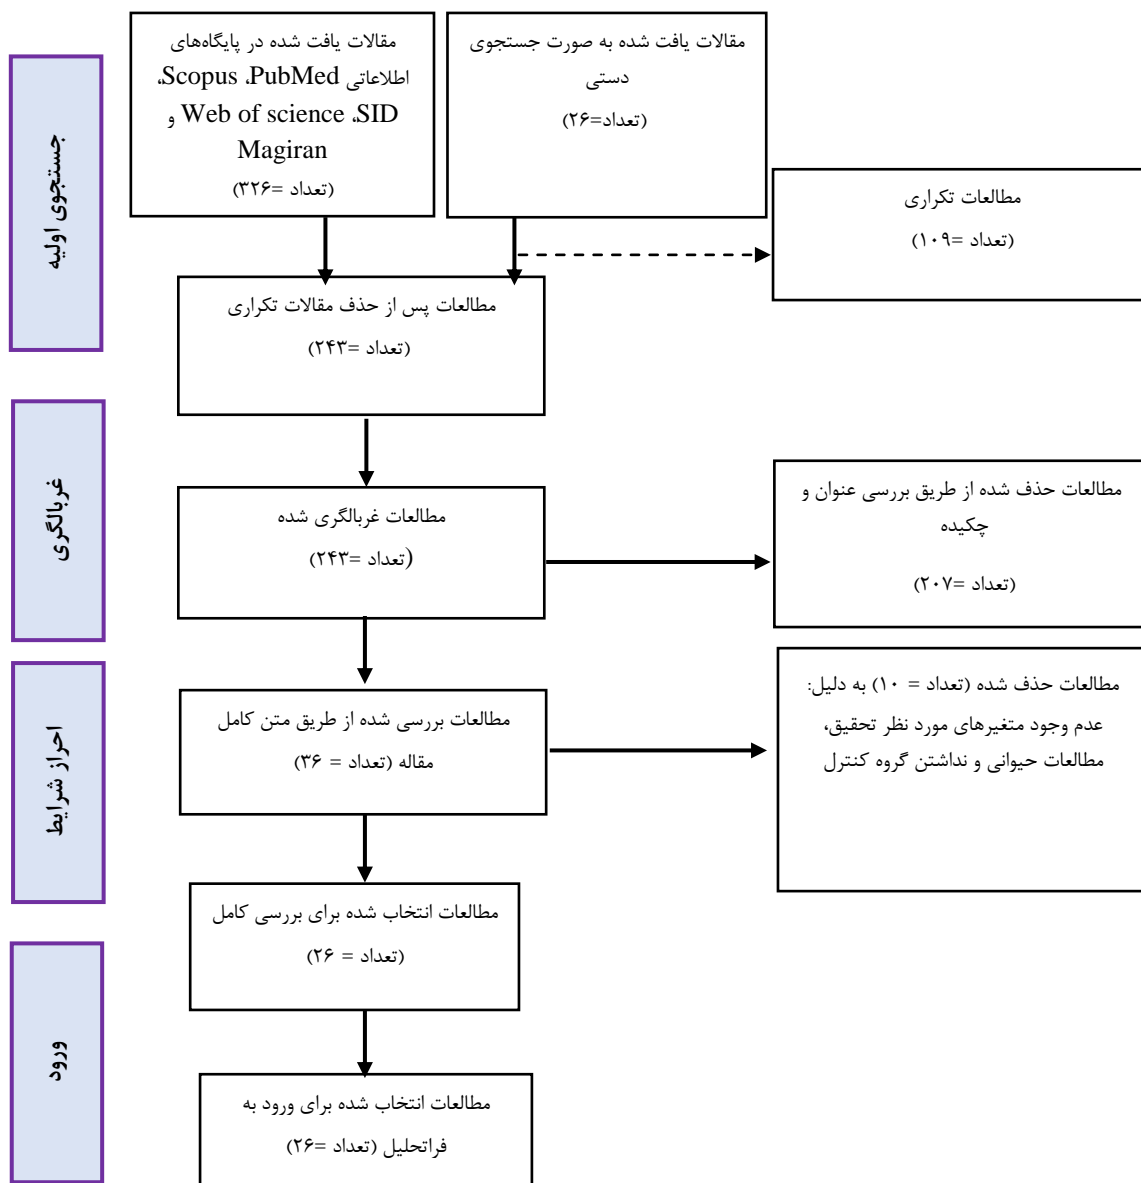 جستجوی اولیه
مقالات یافت شده به صورت جستجوی
دستی
(تعداد=۲۶)
مقالات یافت شده در پایگاه‌های
اطلاعاتی Scopus ،PubMed،
Web of science ،SID و
Magiran
(تعداد =۳۲۶)
مطالعات تکراری
(تعداد =۱۰۹)
مطالعات پس از حذف مقالات تکراری
(تعداد =۲۴۳)
غربالگری
مطالعات غربالگری شده
(تعداد =۲۴۳)
مطالعات حذف شده از طریق بررسی عنوان و
چکیده
(تعداد =۲۰۷)
احراز شرایط
مطالعات بررسی شده از طریق متن کامل
مقاله (تعداد = ۳۶)
مطالعات حذف شده (تعداد = ۱۰) به دلیل:
عدم وجود متغیرهای مورد نظر تحقیق،
مطالعات حیوانی و نداشتن گروه کنترل
مطالعات انتخاب شده برای بررسی کامل
(تعداد = ۲۶)
ورود
مطالعات انتخاب شده برای ورود به
فراتحلیل (تعداد =۲۶)